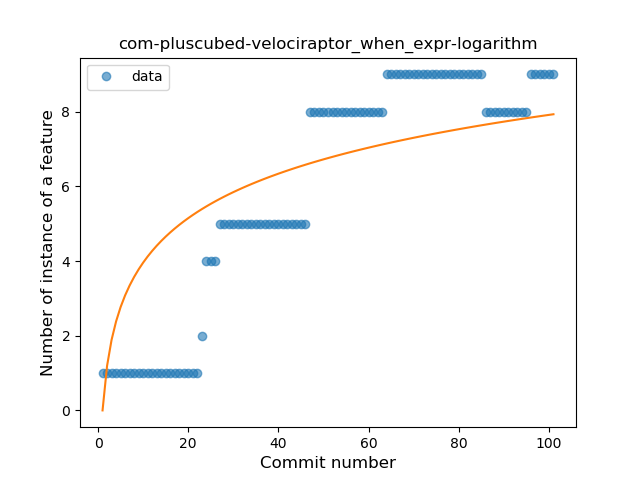 com-pluscubed-velociraptor_when_expr-logarithm
data
Number of instance of a feature
8
6
4
2
0
0 20 40 60 80 100
Commit number